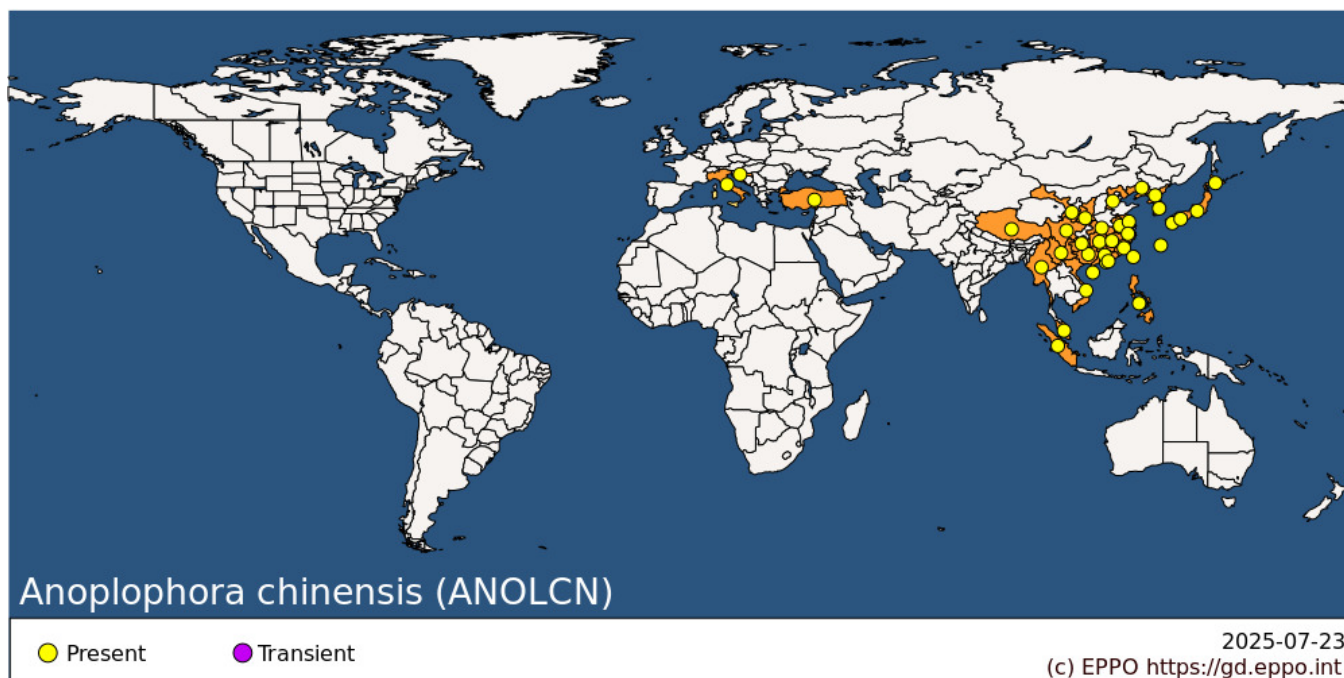 Anoplophora chinensis (ANOLCN)
Present
Transient
2025-07-23
(c) EPPO https://gd.eppo.int